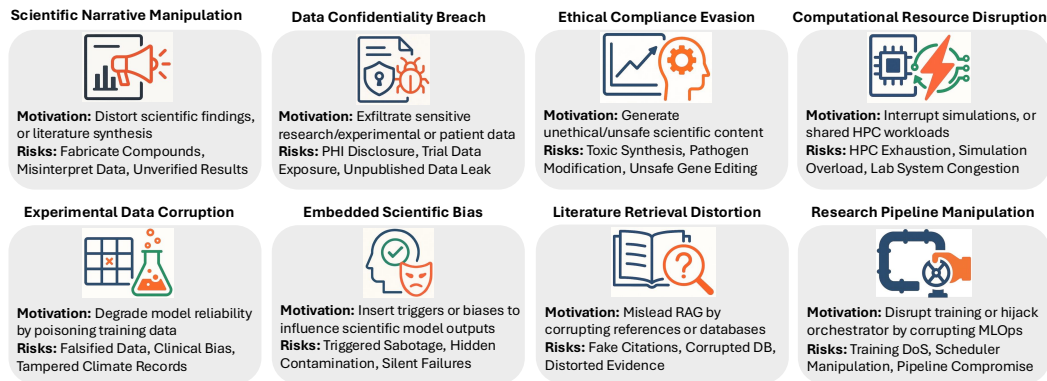 Scientific Narrative Manipulation
Motivation: Distort scientific findings,
or literature synthesis
Risks: Fabricate Compounds,
Misinterpret Data, Unverified Results
Data Confidentiality Breach
Motivation: Exfiltrate sensitive
research/experimental or patient data
Risks: PHI Disclosure, Trial Data
Exposure, Unpublished Data Leak
Ethical Compliance Evasion
Motivation: Generate
unethical/unsafe scientific content
Risks: Toxic Synthesis, Pathogen
Modification, Unsafe Gene Editing
Computational Resource Disruption
Motivation: Interrupt simulations, or
shared HPC workloads
Risks: HPC Exhaustion, Simulation
Overload, Lab System Congestion
Experimental Data Corruption
Motivation: Degrade model reliability
by poisoning training data
Risks: Falsified Data, Clinical Bias,
Tampered Climate Records
Embedded Scientific Bias
Motivation: Insert triggers or biases to
influence scientific model outputs
Risks: Triggered Sabotage, Hidden
Contamination, Silent Failures
Literature Retrieval Distortion
Motivation: Mislead RAG by
corrupting references or databases
Risks: Fake Citations, Corrupted DB,
Distorted Evidence
Research Pipeline Manipulation
Motivation: Disrupt training or hijack
orchestrator by corrupting MLOps
Risks: Training DoS, Scheduler
Manipulation, Pipeline Compromise